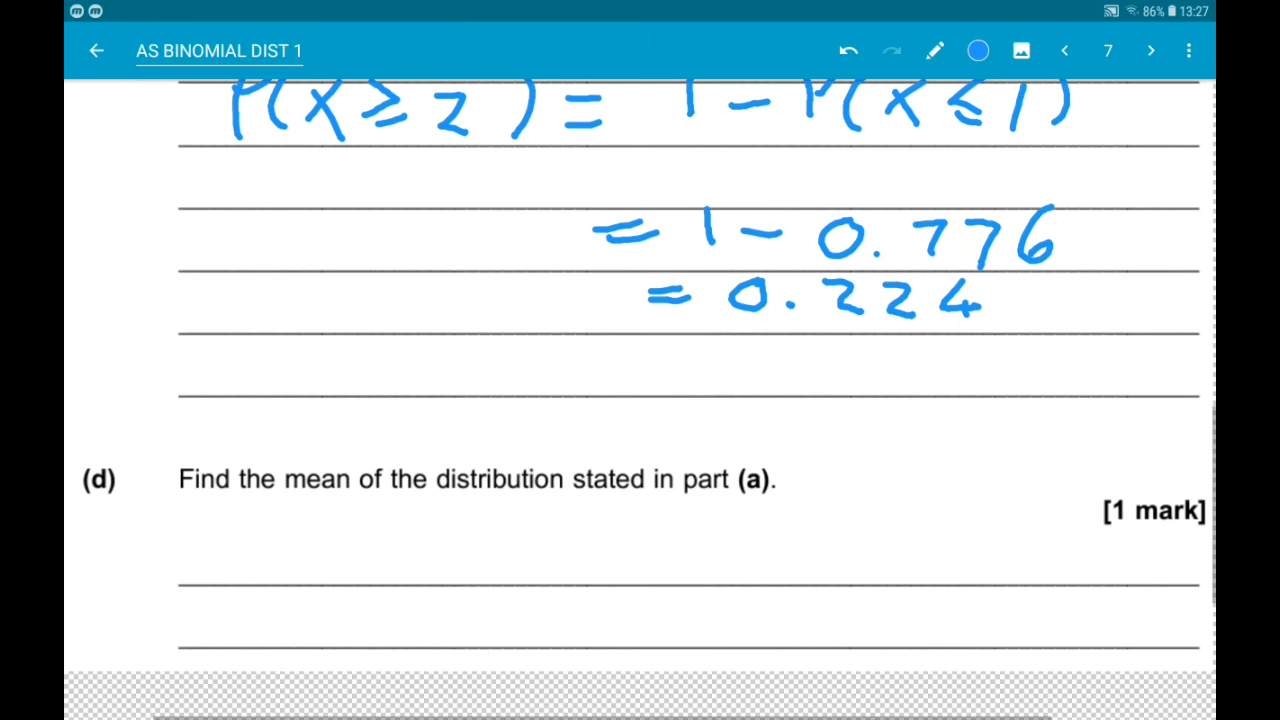 86% 13:27
AS BINOMIAL DIST 1
7
P(X ≥ 2) = 1 - P(X ≤ 1)
= 1 - 0.776
= 0.224
(d) Find the mean of the distribution stated in part (a).
[1 mark]